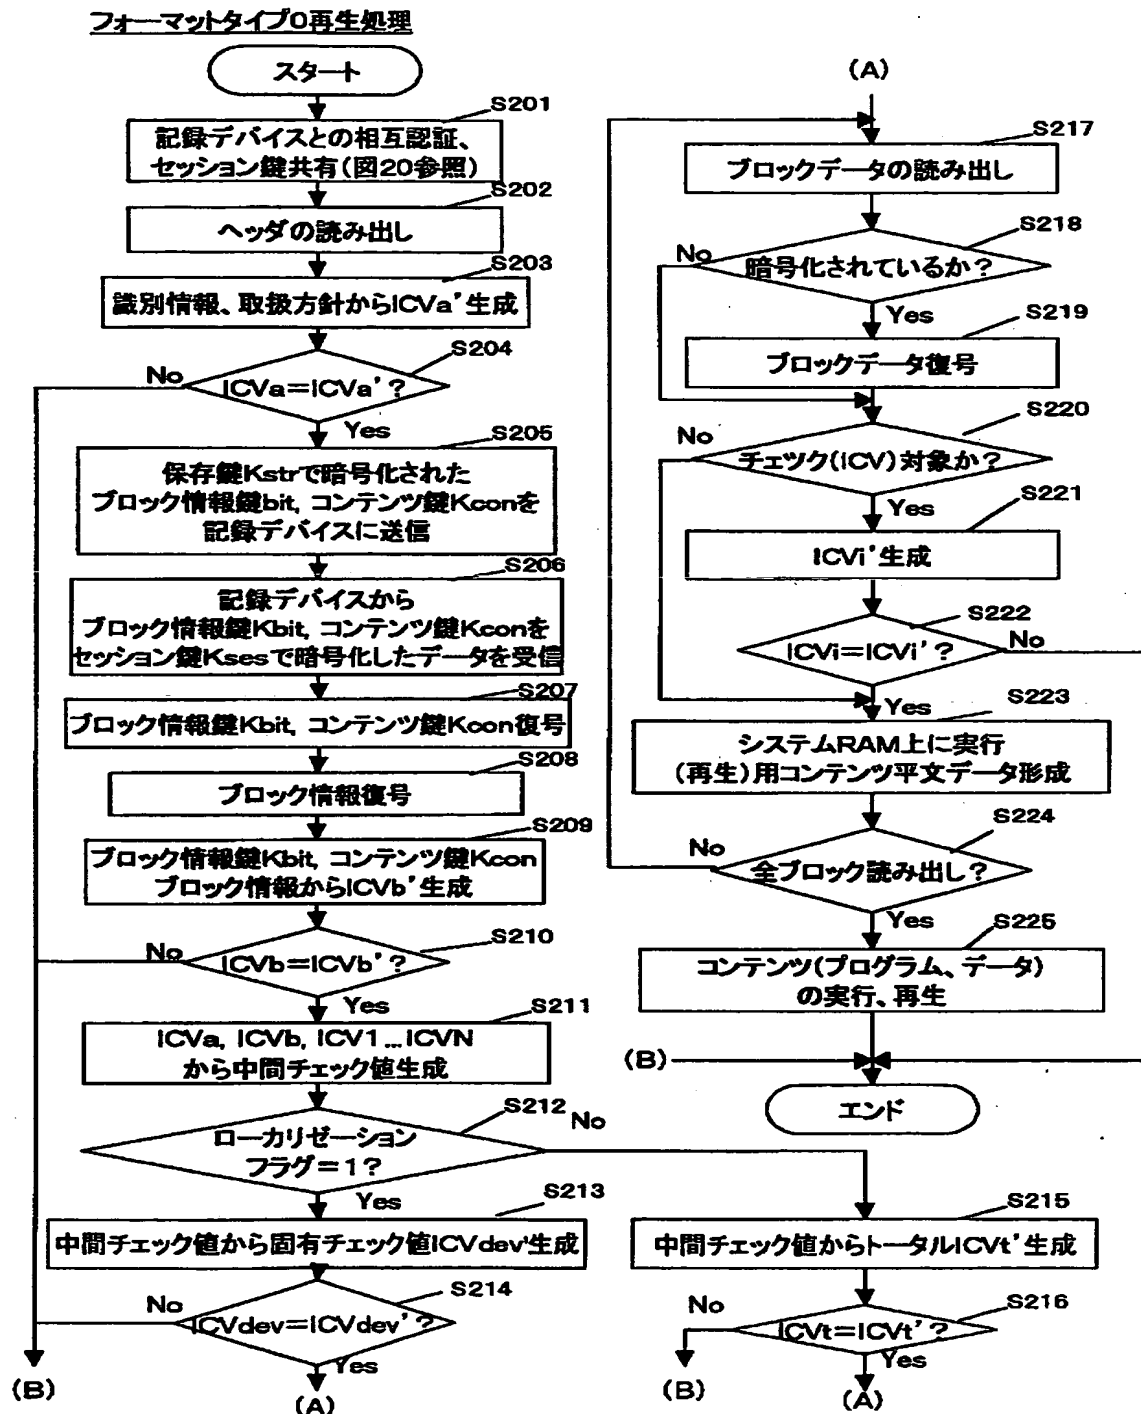 フォーマットタイプ0再生処理
スタート
S201
記録デバイスとの相互認証、
セッション鍵共有(図20参照)
S202
ヘッダの読み出し
S203
識別情報、取扱方針からICVa'生成
S204
No
ICVa=ICVa'?
Yes
S205
保存鍵Kstrで暗号化された
ブロック情報鍵bit, コンテンツ鍵Kconを
記録デバイスに送信
S206
記録デバイスから
ブロック情報鍵Kbit, コンテンツ鍵Kconを
セッション鍵Ksesで暗号化したデータを受信
S207
ブロック情報鍵Kbit, コンテンツ鍵Kcon復号
S208
ブロック情報復号
S209
ブロック情報鍵Kbit, コンテンツ鍵Kcon
ブロック情報からICVb'生成
S210
No
ICVb=ICVb'?
Yes
S211
ICVa, ICVb, ICV1...ICVN
から中間チェック値生成
S212
No
ローカリゼーション
フラグ=1?
Yes
S213
中間チェック値から固有チェック値ICVdev'生成
S214
No
ICVdev=ICVdev'?
Yes
(B)
(A)
S215
中間チェック値からトータルICVt'生成
S216
No
ICVt=ICVt'?
Yes
(B)
(A)
(A)
S217
ブロックデータの読み出し
S218
No
暗号化されているか?
Yes
S219
ブロックデータ復号
S220
No
チェック(ICV)対象か?
Yes
S221
ICVi'生成
S222
ICVi=ICVi'?
No
Yes
S223
システムRAM上に実行
(再生)用コンテンツ平文データ形成
S224
No
全ブロック読み出し?
Yes
S225
コンテンツ(プログラム、データ)
の実行、再生
(B)
エンド